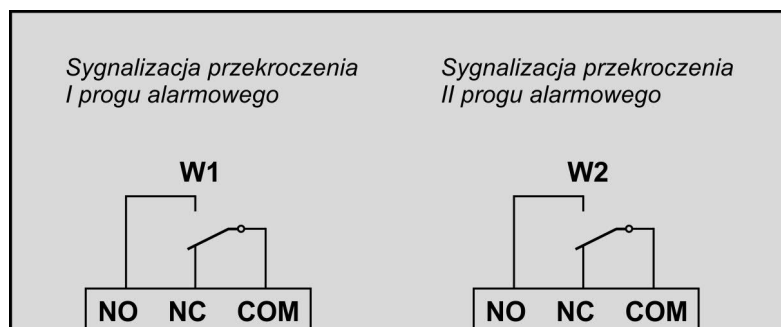 Sygnalizacja przekroczenia
I progu alarmowego
W1
NO NC COM
Sygnalizacja przekroczenia
II progu alarmowego
W2
NO NC COM